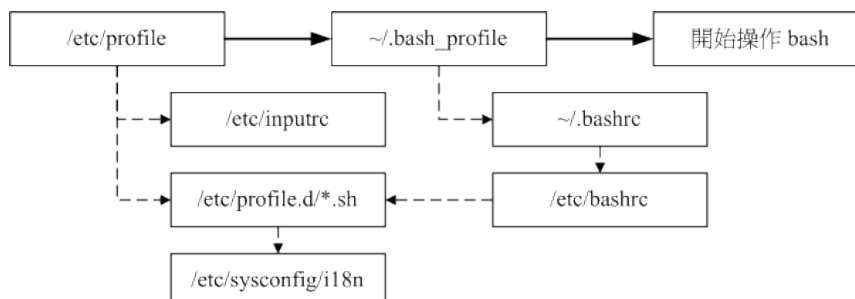 /etc/profile
~/.bash_profile
開始操作 bash
/etc/inputrc
~/.bashrc
/etc/profile.d/*.sh
/etc/bashrc
/etc/sysconfig/i18n